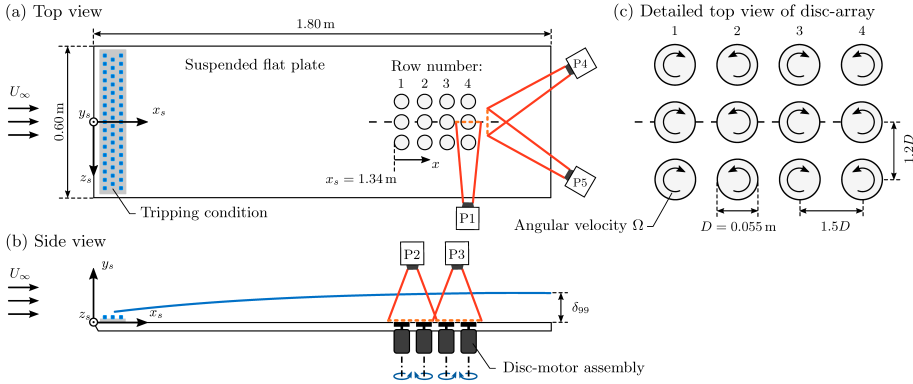 (a) Top view
1.80 m
Suspended flat plate
Row number:
1 2 3 4
U∞
0.60 m
yₛ
xₛ
zₛ
x
xₛ = 1.34 m
Tripping condition
P4
P5
P1
(b) Side view
U∞
yₛ
zₛ
xₛ
P2
P3
δ₉₉
Disc-motor assembly
(c) Detailed top view of disc-array
1 2 3 4
1.2D
Angular velocity Ω
D = 0.055 m
1.5D